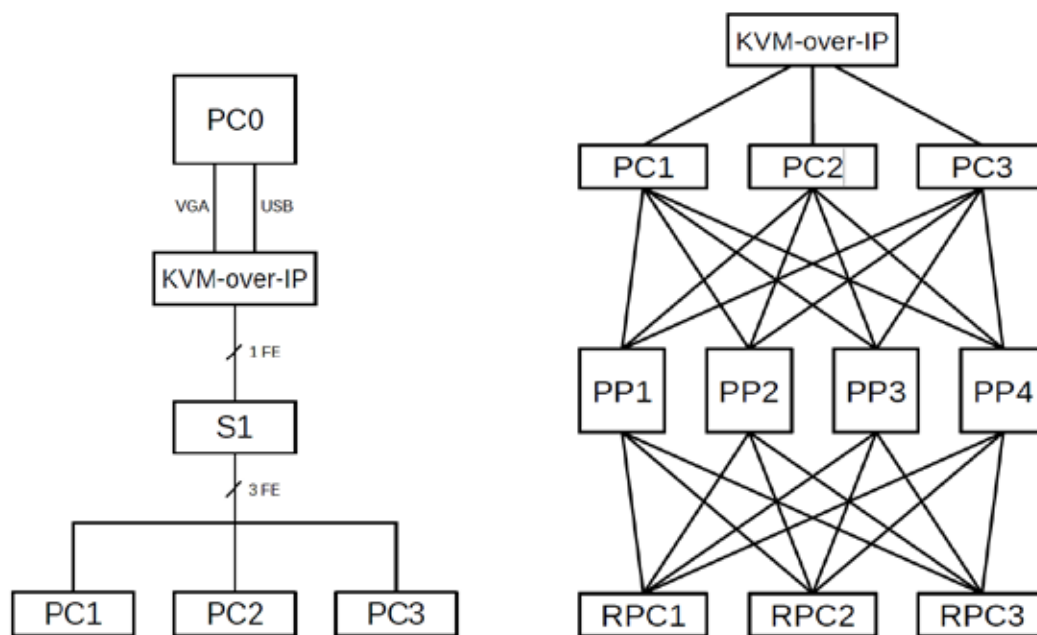 PC0
VGA
USB
KVM-over-IP
1 FE
S1
3 FE
PC1
PC2
PC3
KVM-over-IP
PC1
PC2
PC3
PP1
PP2
PP3
PP4
RPC1
RPC2
RPC3